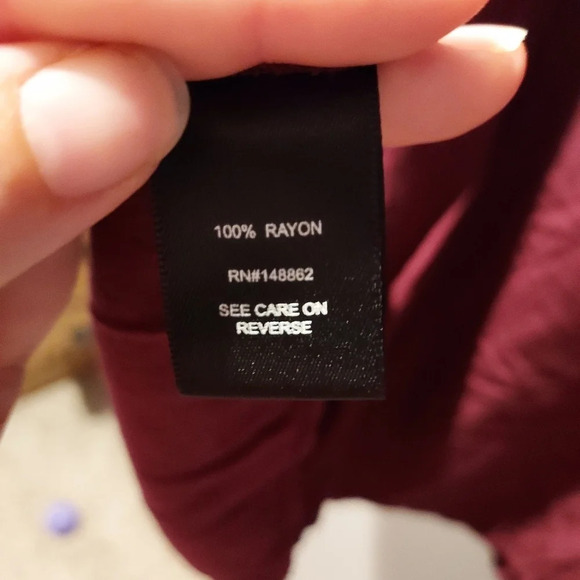 100% RAYON
RN#148862
SEE CARE ON
REVERSE